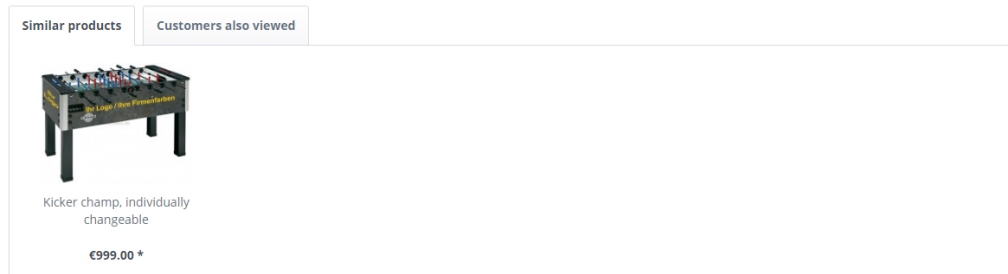 Similar products
Customers also viewed
Ihr Logo / Ihre Firmenfarben
Kicker champ, individually
changeable
€999.00 *